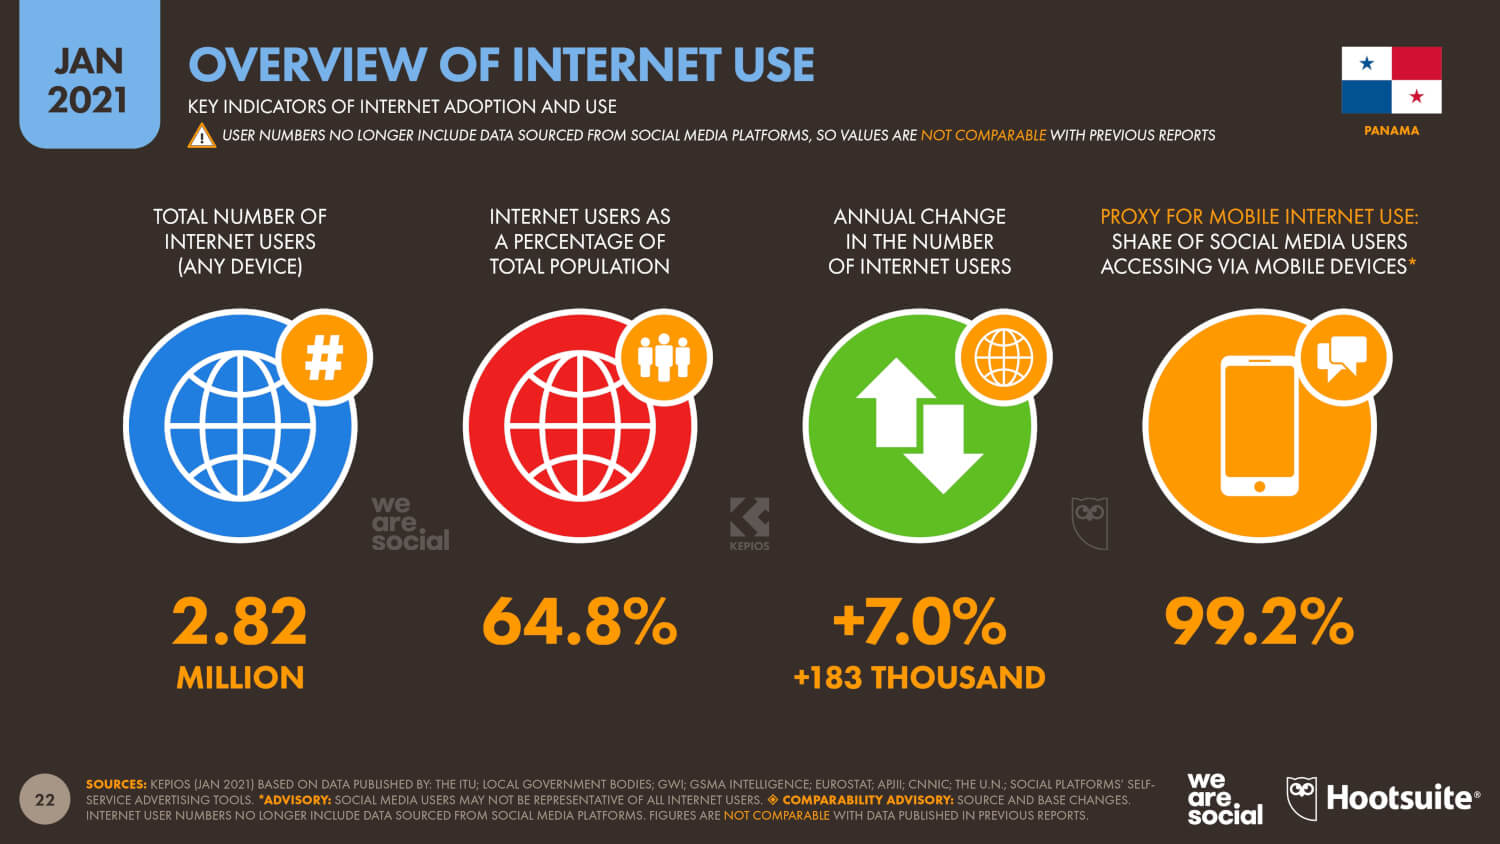 JAN
2021
OVERVIEW OF INTERNET USE
KEY INDICATORS OF INTERNET ADOPTION AND USE
! USER NUMBERS NO LONGER INCLUDE DATA SOURCED FROM SOCIAL MEDIA PLATFORMS, SO VALUES ARE NOT COMPARABLE WITH PREVIOUS REPORTS
PANAMA
TOTAL NUMBER OF
INTERNET USERS
(ANY DEVICE)
#
2.82
MILLION
INTERNET USERS AS
A PERCENTAGE OF
TOTAL POPULATION
64.8%
ANNUAL CHANGE
IN THE NUMBER
OF INTERNET USERS
+7.0%
+183 THOUSAND
PROXY FOR MOBILE INTERNET USE:
SHARE OF SOCIAL MEDIA USERS
ACCESSING VIA MOBILE DEVICES*
99.2%
we
are
social
KEPIOS
22
SOURCES: KEPIOS (JAN 2021) BASED ON DATA PUBLISHED BY: THE ITU; LOCAL GOVERNMENT BODIES; GWI; GSMA INTELLIGENCE; EUROSTAT; APJII; CNNIC; THE U.N.; SOCIAL PLATFORMS' SELF-
SERVICE ADVERTISING TOOLS. *ADVISORY: SOCIAL MEDIA USERS MAY NOT BE REPRESENTATIVE OF ALL INTERNET USERS. ◈ COMPARABILITY ADVISORY: SOURCE AND BASE CHANGES.
INTERNET USER NUMBERS NO LONGER INCLUDE DATA SOURCED FROM SOCIAL MEDIA PLATFORMS. FIGURES ARE NOT COMPARABLE WITH DATA PUBLISHED IN PREVIOUS REPORTS.
we
are
social
Hootsuite®